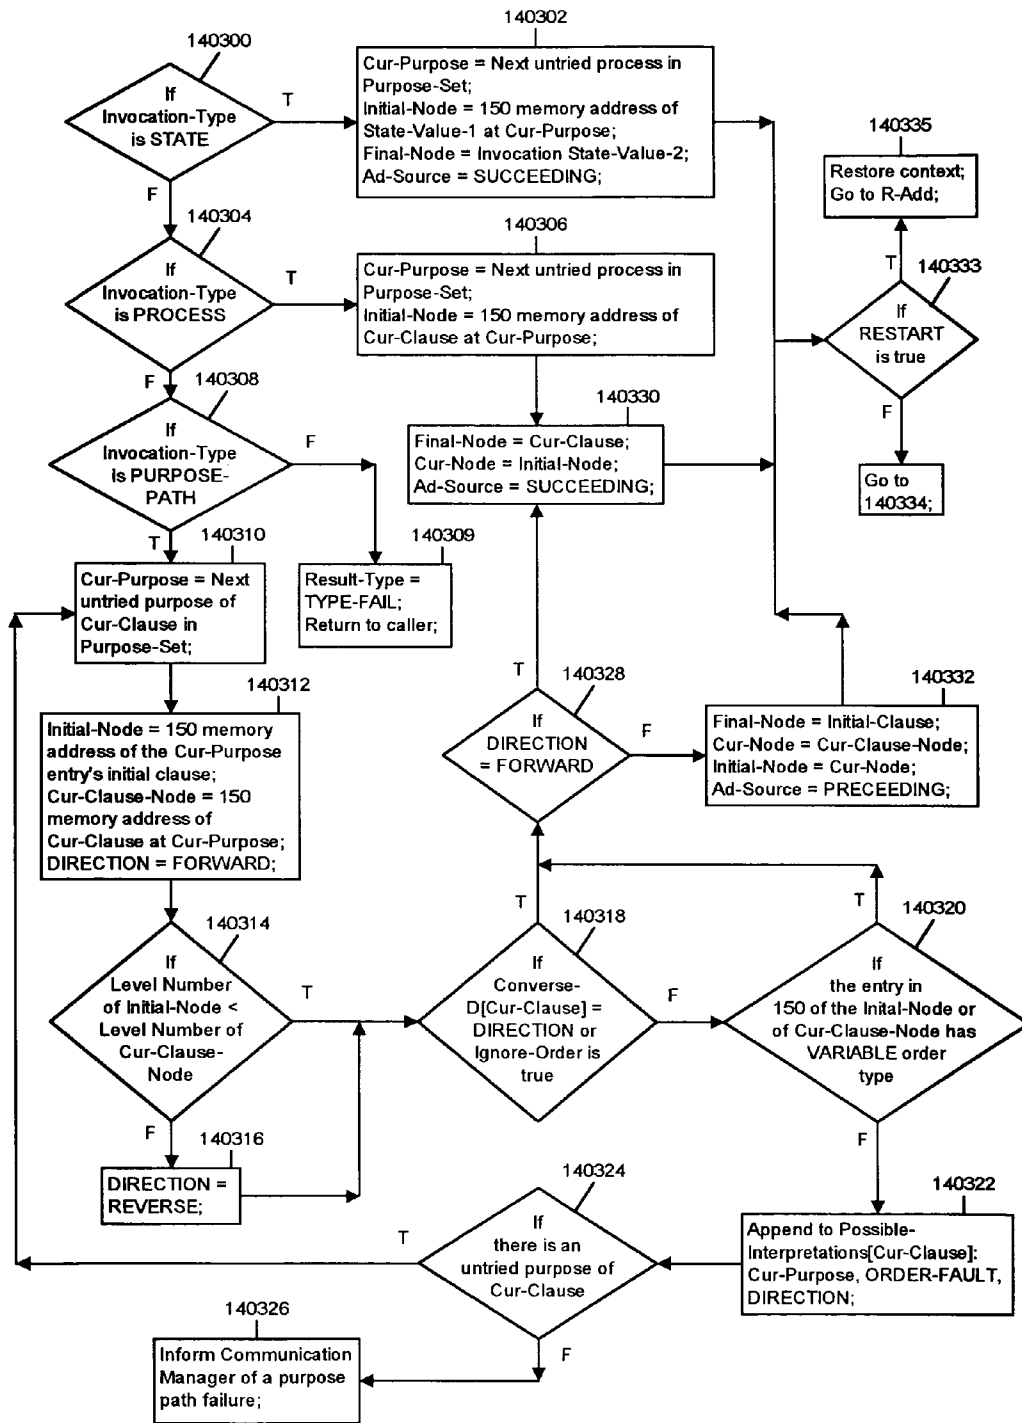 140300
If
Invocation-Type
is STATE
T
F
140302
Cur-Purpose = Next untried process in
Purpose-Set;
Initial-Node = 150 memory address of
State-Value-1 at Cur-Purpose;
Final-Node = Invocation State-Value-2;
Ad-Source = SUCCEEDING;
140335
Restore context;
Go to R-Add;
140304
If
Invocation-Type
is PROCESS
T
F
140306
Cur-Purpose = Next untried process in
Purpose-Set;
Initial-Node = 150 memory address of
Cur-Clause at Cur-Purpose;
T
140333
If
RESTART
is true
F
Go to
140334;
140308
If
Invocation-Type
is PURPOSE-
PATH
F
T
140330
Final-Node = Cur-Clause;
Cur-Node = Initial-Node;
Ad-Source = SUCCEEDING;
140309
Result-Type =
TYPE-FAIL;
Return to caller;
140310
Cur-Purpose = Next
untried purpose of
Cur-Clause in
Purpose-Set;
140312
Initial-Node = 150 memory
address of the Cur-Purpose
entry's initial clause;
Cur-Clause-Node = 150
memory address of
Cur-Clause at Cur-Purpose;
DIRECTION = FORWARD;
T
140328
If
DIRECTION
= FORWARD
F
140332
Final-Node = Initial-Clause;
Cur-Node = Cur-Clause-Node;
Initial-Node = Cur-Node;
Ad-Source = PRECEEDING;
140314
If
Level Number
of Initial-Node <
Level Number of
Cur-Clause-
Node
T
F
140316
DIRECTION =
REVERSE;
T
140318
If
Converse-
D[Cur-Clause] =
DIRECTION or
Ignore-Order is
true
F
T
140320
If
the entry in
150 of the Inital-Node or
of Cur-Clause-Node has
VARIABLE order
type
F
140322
Append to Possible-
Interpretations[Cur-Clause]:
Cur-Purpose, ORDER-FAULT,
DIRECTION;
140324
If
there is an
untried purpose of
Cur-Clause
T
F
140326
Inform Communication
Manager of a purpose
path failure;